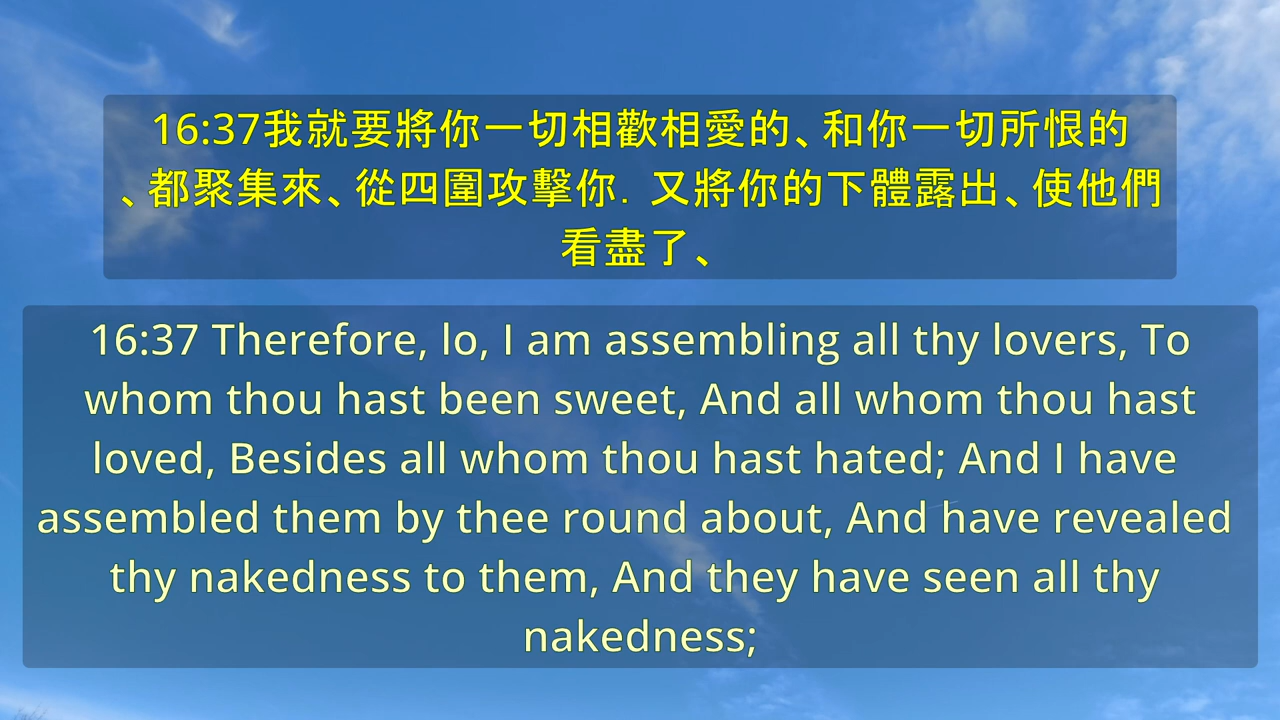 16:37我就要將你一切相歡相愛的、和你一切所恨的
、都聚集來、從四圍攻擊你．又將你的下體露出、使他們
看盡了、
16:37 Therefore, lo, I am assembling all thy lovers, To
whom thou hast been sweet, And all whom thou hast
loved, Besides all whom thou hast hated; And I have
assembled them by thee round about, And have revealed
thy nakedness to them, And they have seen all thy
nakedness;